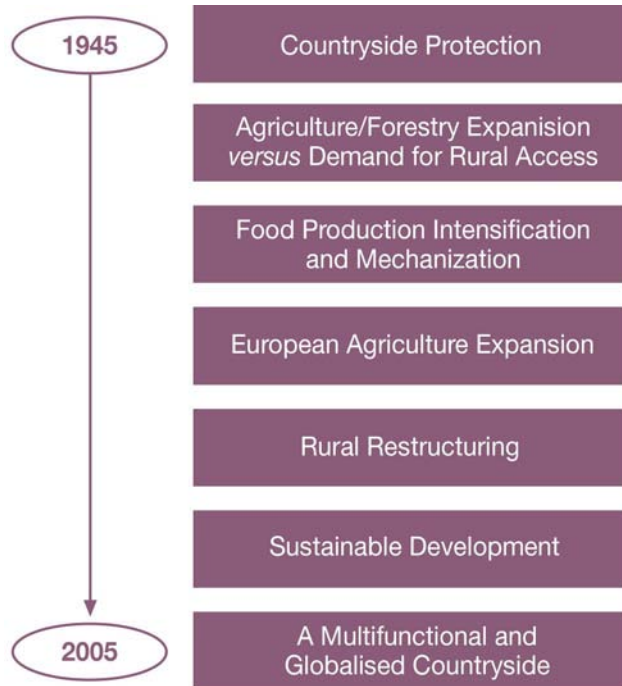 1945
Countryside Protection
Agriculture/Forestry Expanision
versus Demand for Rural Access
Food Production Intensification
and Mechanization
European Agriculture Expansion
Rural Restructuring
Sustainable Development
2005
A Multifunctional and
Globalised Countryside